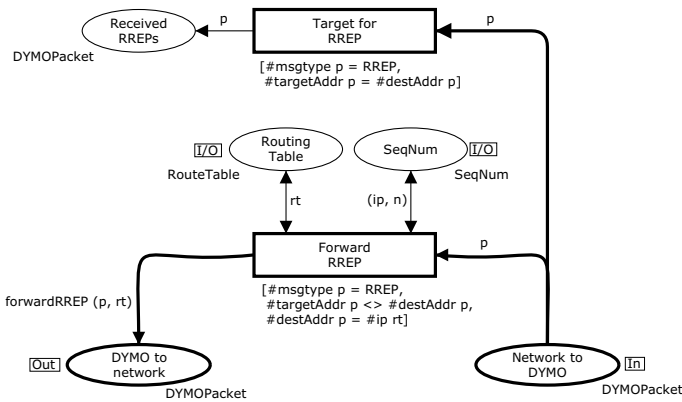 Received
RREPs
p
Target for
RREP
p
DYMOPacket
[#msgtype p = RREP,
#targetAddr p = #destAddr p]
I/O
Routing
Table
SeqNum
I/O
RouteTable
SeqNum
rt
(ip, n)
Forward
RREP
p
forwardRREP (p, rt)
[#msgtype p = RREP,
#targetAddr p <> #destAddr p,
#destAddr p = #ip rt]
Out
DYMO to
network
DYMOPacket
Network to
DYMO
In
DYMOPacket